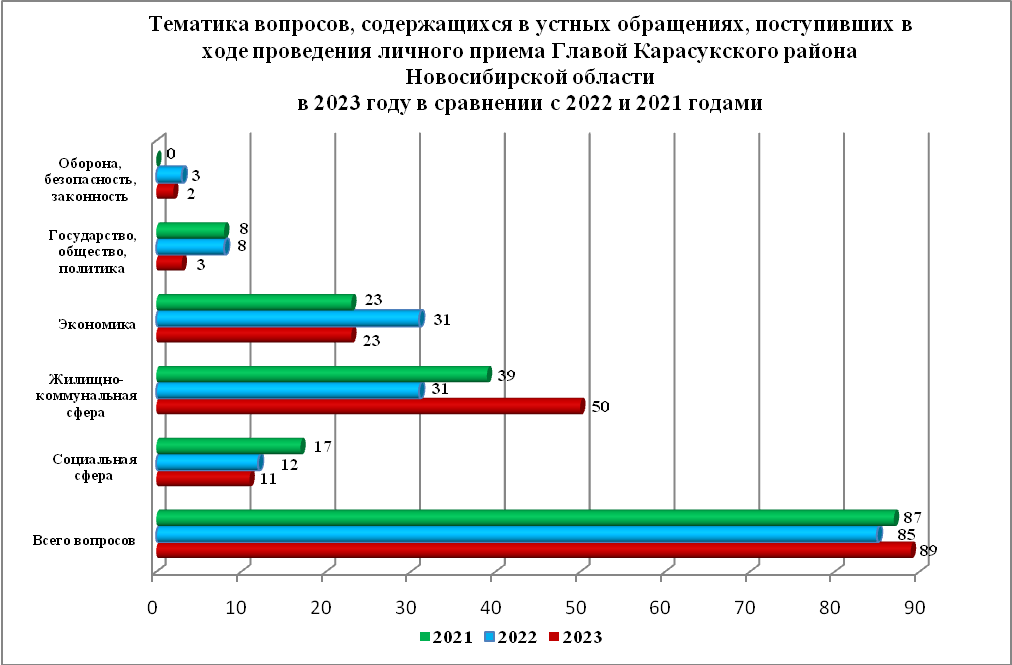 Тематика вопросов, содержащихся в устных обращениях, поступивших в
ходе проведения личного приема Главой Карасукского района
Новосибирской области
в 2023 году в сравнении с 2022 и 2021 годами
Оборона,
безопасность,
законность
0
3
2
Государство,
общество,
политика
8
8
3
Экономика
23
31
23
Жилищно-
коммунальная
сфера
39
31
50
Социальная
сфера
17
12
11
Всего вопросов
87
85
89
0 10 20 30 40 50 60 70 80 90
2021 2022 2023